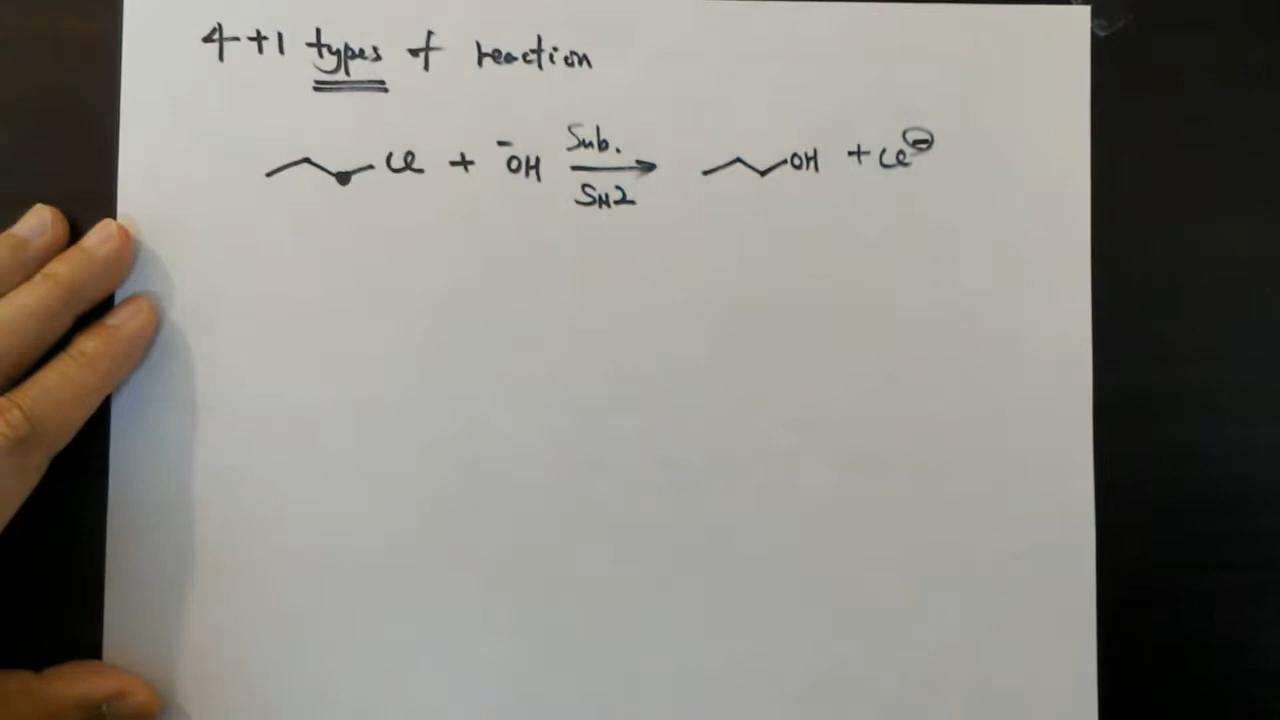 4+1 types of reaction
Cl + ⁻OH Sub. SN2 → OH + Cl⊖